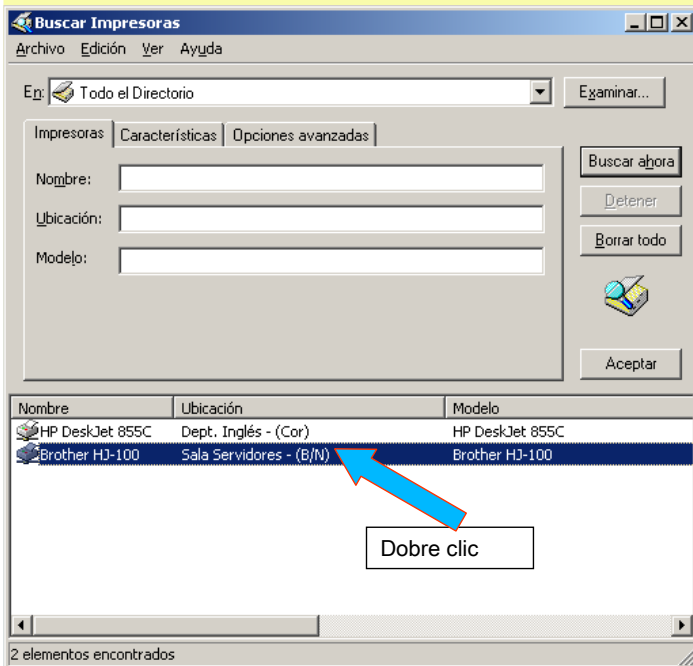 Buscar Impresoras
Archivo Edición Ver Ayuda
En: Todo el Directorio Examinar...
Impresoras Características Opciones avanzadas
Buscar ahora
Nombre:
Detener
Ubicación:
Borrar todo
Modelo:
Aceptar
Nombre Ubicación Modelo
HP DeskJet 855C Dept. Inglés - (Cor) HP DeskJet 855C
Brother HJ-100 Sala Servidores - (B/N) Brother HJ-100
Dobre clic
2 elementos encontrados